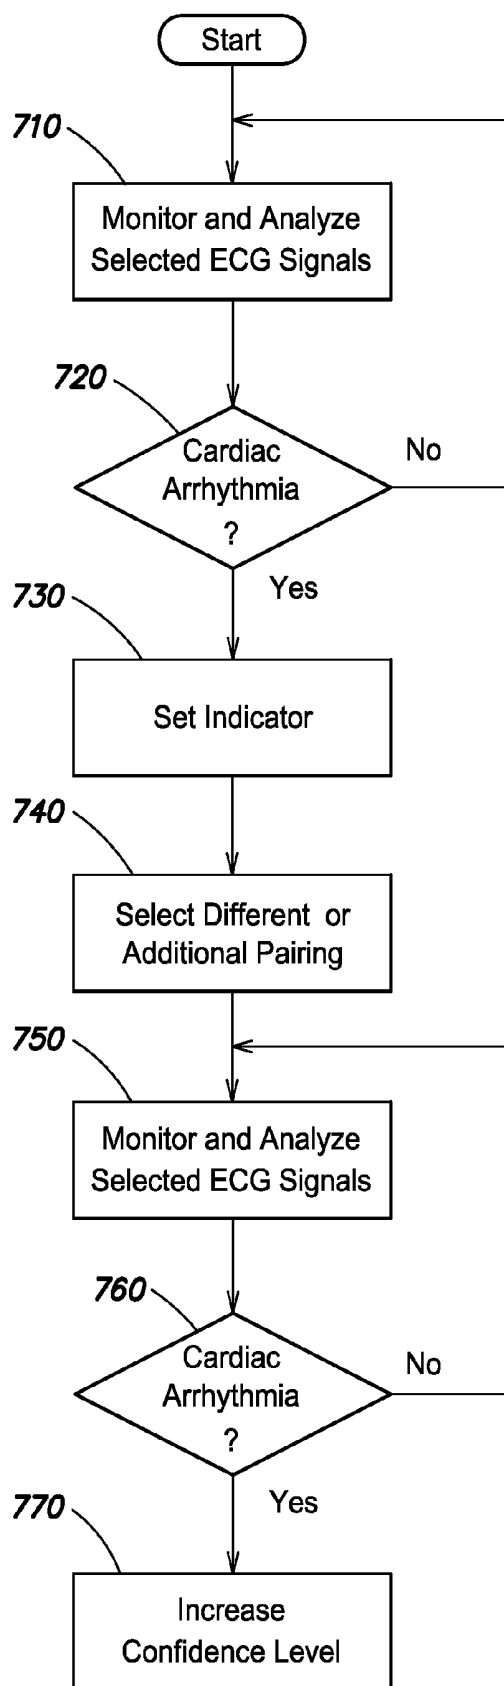 Start
710
Monitor and Analyze
Selected ECG Signals
720
Cardiac
Arrhythmia
?
No
Yes
730
Set Indicator
740
Select Different or
Additional Pairing
750
Monitor and Analyze
Selected ECG Signals
760
Cardiac
Arrhythmia
?
No
Yes
770
Increase
Confidence Level